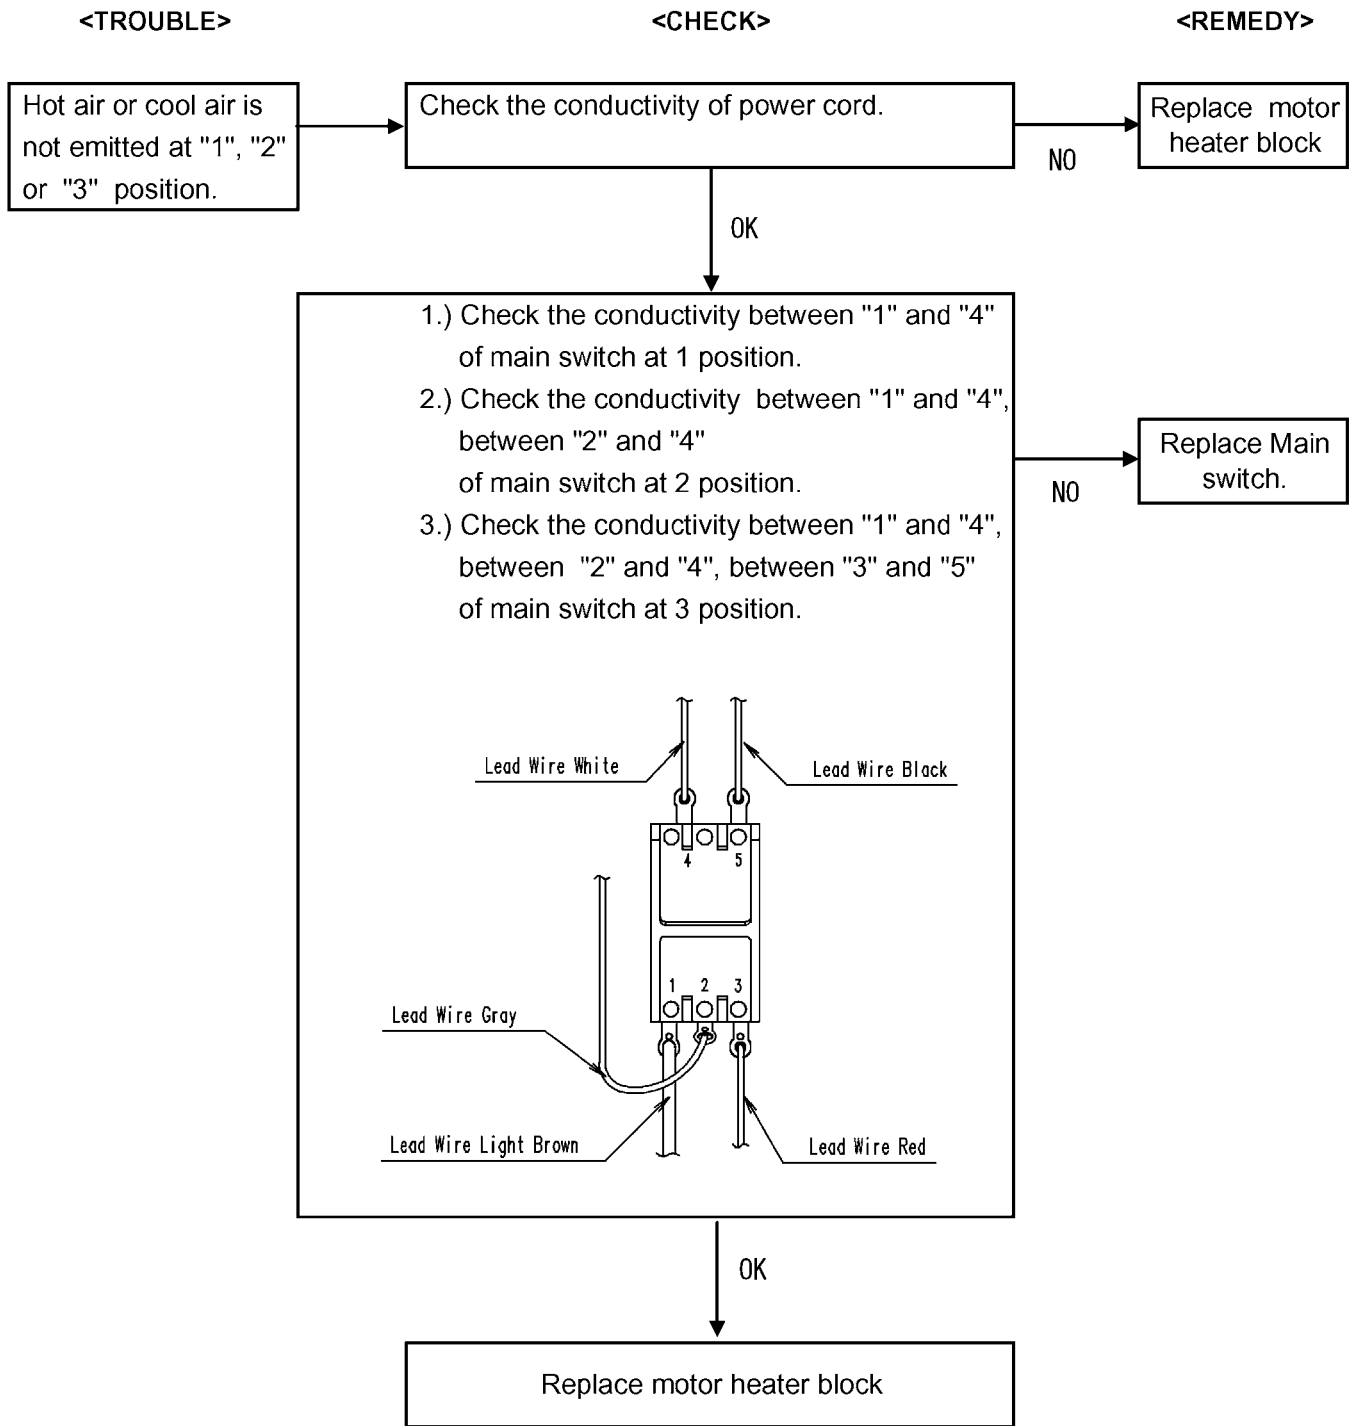 <TROUBLE>
<CHECK>
<REMEDY>
Hot air or cool air is
not emitted at "1", "2"
or "3" position.
Check the conductivity of power cord.
NO
Replace motor
heater block
OK
1.) Check the conductivity between "1" and "4"
of main switch at 1 position.
2.) Check the conductivity between "1" and "4",
between "2" and "4"
of main switch at 2 position.
3.) Check the conductivity between "1" and "4",
between "2" and "4", between "3" and "5"
of main switch at 3 position.
NO
Replace Main
switch.
Lead Wire White
Lead Wire Black
4 5
1 2 3
Lead Wire Gray
Lead Wire Light Brown
Lead Wire Red
OK
Replace motor heater block